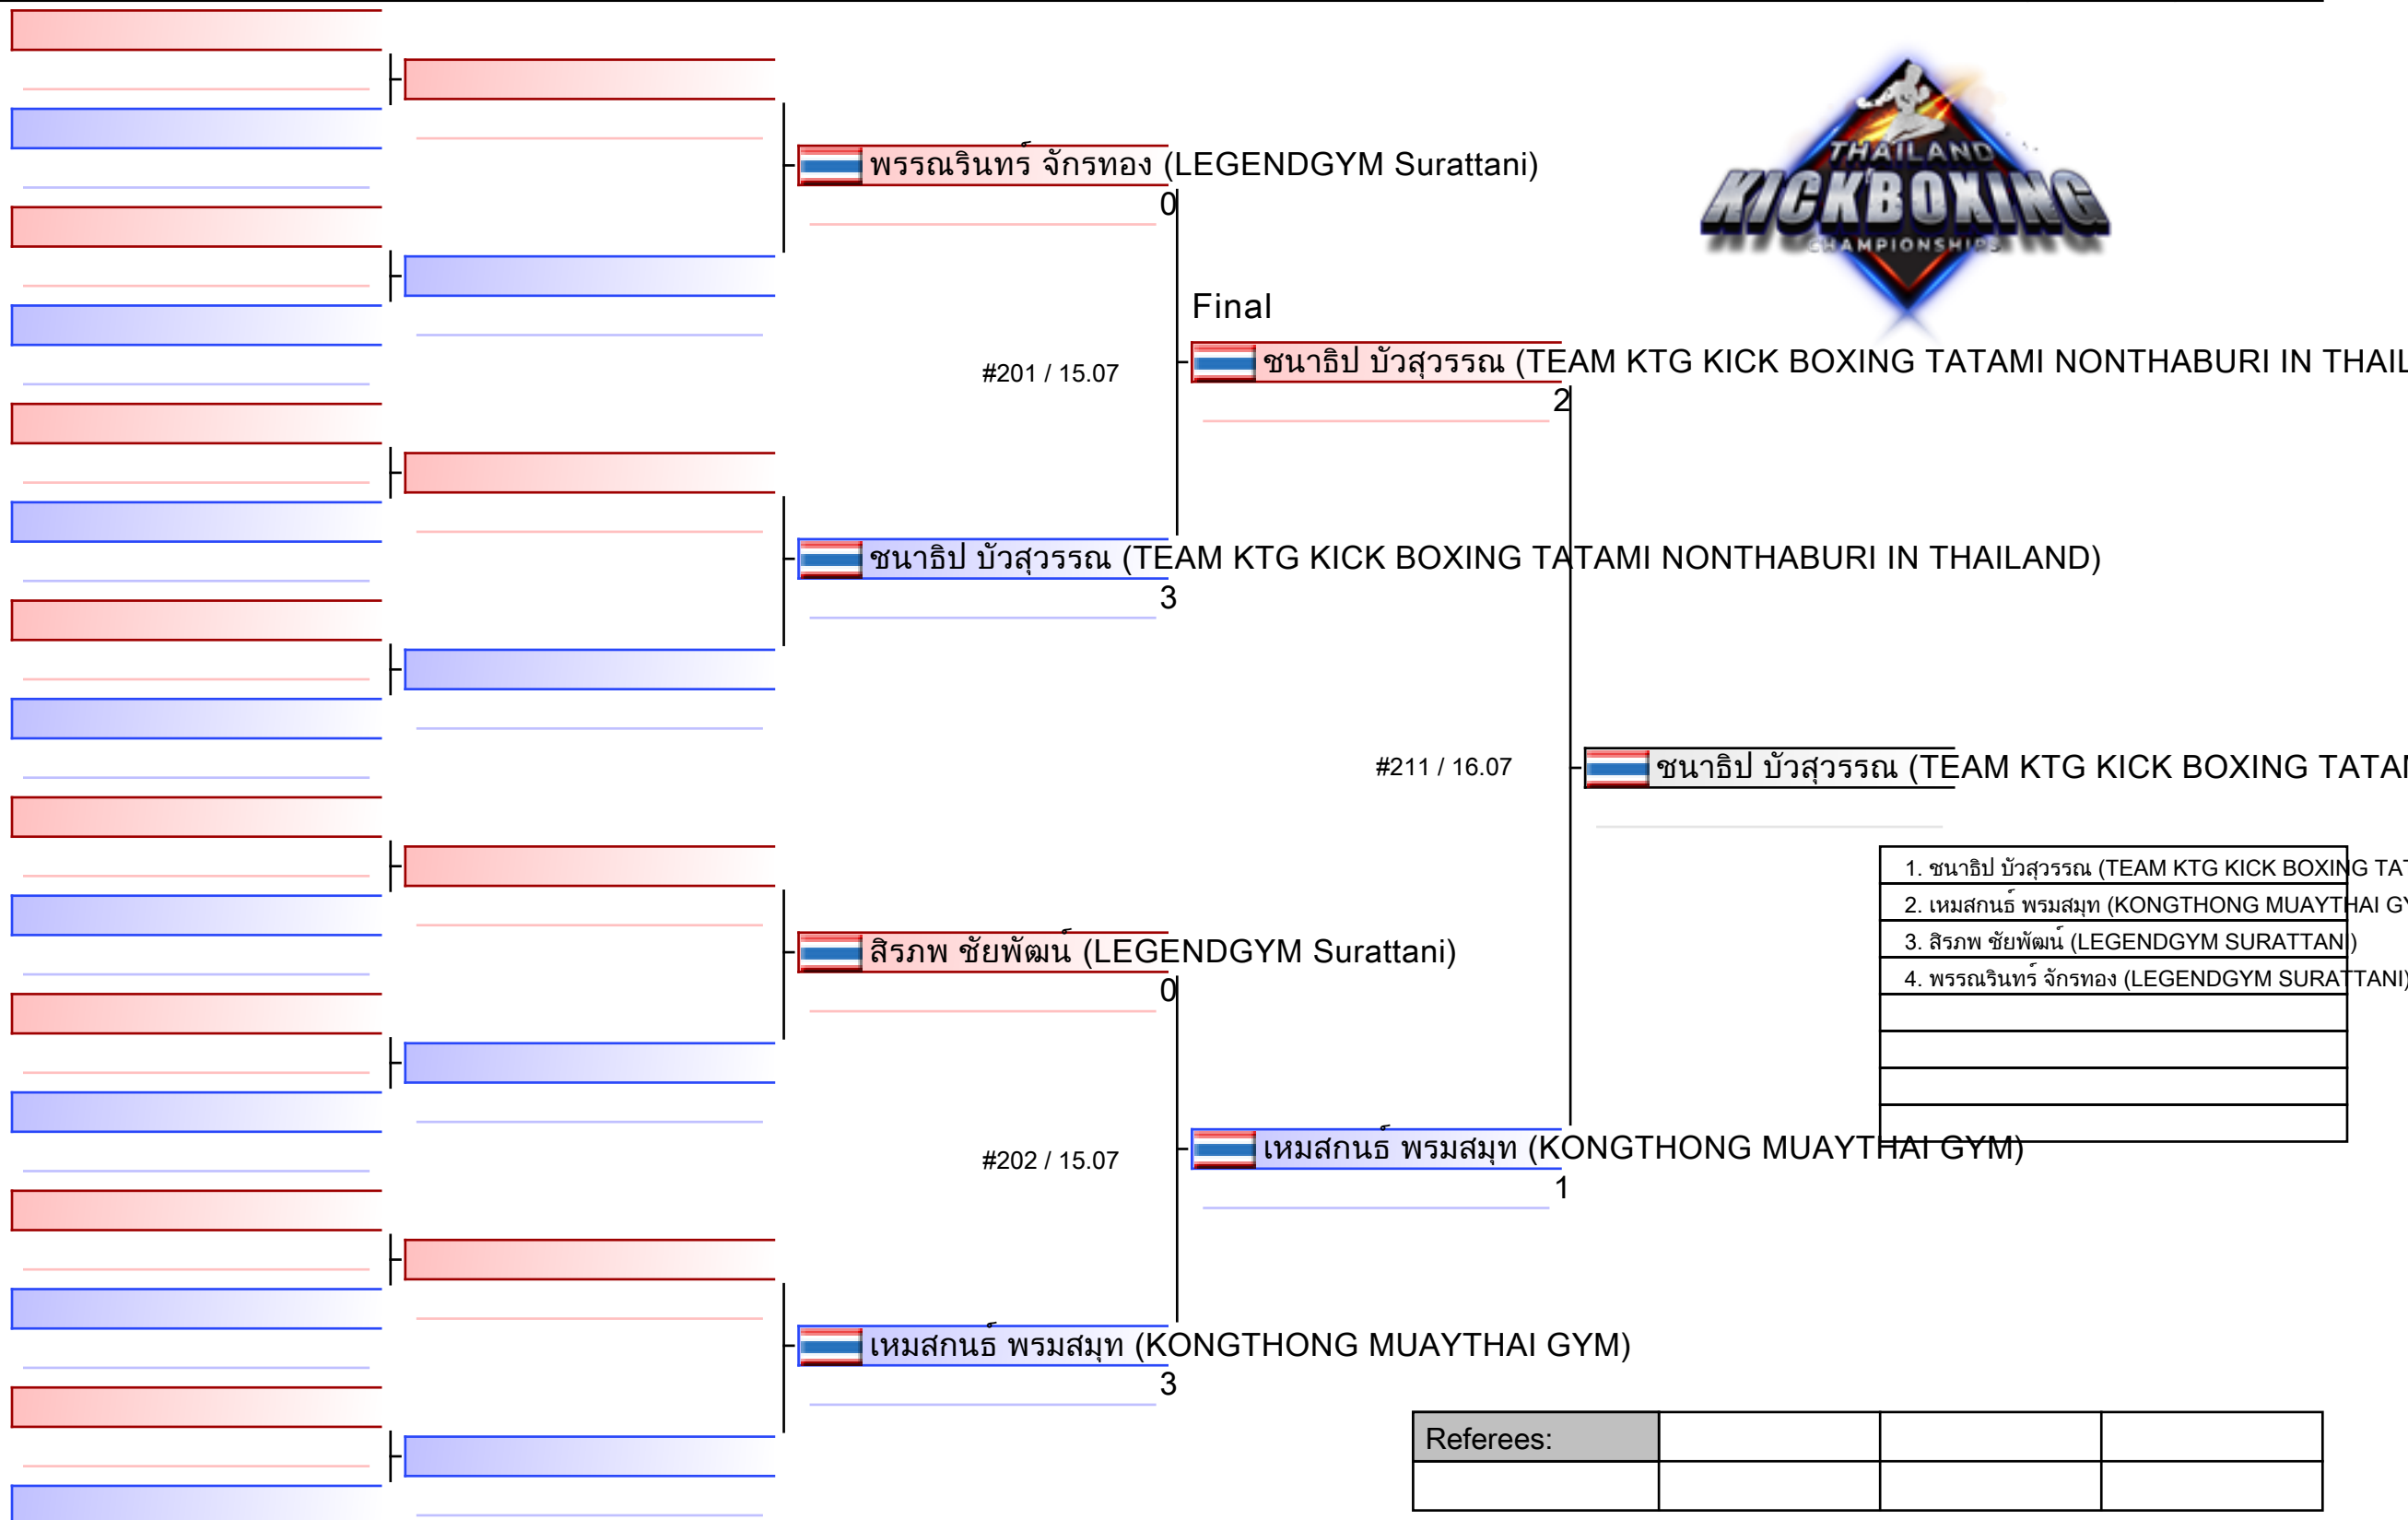 THAILAND
KICKBOXING
CHAMPIONSHIPS
พรรณรินทร์ จักรทอง (LEGENDGYM Surattani)
0
Final
#201 / 15.07
ชนาธิป บัวสุวรรณ (TEAM KTG KICK BOXING TATAMI NONTHABURI IN THAIL
2
ชนาธิป บัวสุวรรณ (TEAM KTG KICK BOXING TATAMI NONTHABURI IN THAILAND)
3
#211 / 16.07
ชนาธิป บัวสุวรรณ (TEAM KTG KICK BOXING TATA
1. ชนาธิป บัวสุวรรณ (TEAM KTG KICK BOXING TA
2. เหมสกนธ์ พรมสมุท (KONGTHONG MUAYTHAI G
3. สิรภพ ชัยพัฒน์ (LEGENDGYM SURATTANI)
4. พรรณรินทร์ จักรทอง (LEGENDGYM SURATTANI)
สิรภพ ชัยพัฒน์ (LEGENDGYM Surattani)
0
#202 / 15.07
เหมสกนธ์ พรมสมุท (KONGTHONG MUAYTHAI GYM)
1
เหมสกนธ์ พรมสมุท (KONGTHONG MUAYTHAI GYM)
3
Referees: